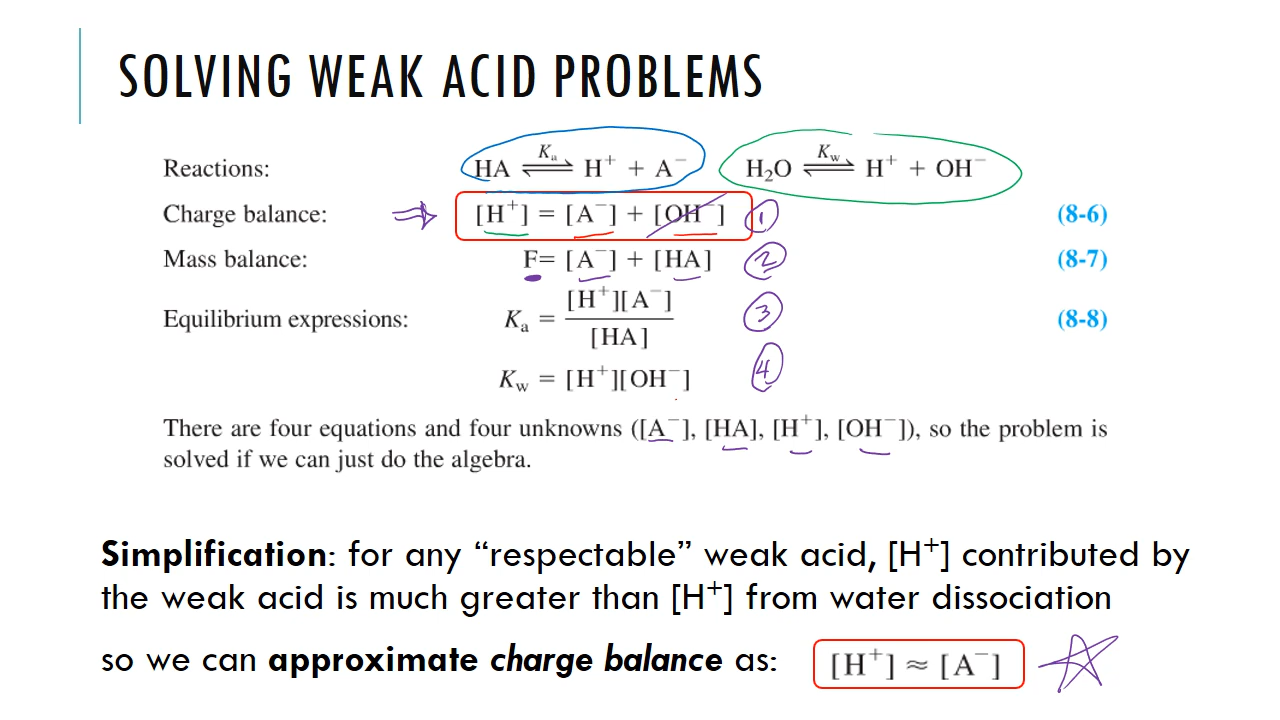 SOLVING WEAK ACID PROBLEMS
Reactions: HA ⇌ H⁺ + A⁻ Kₐ H₂O ⇌ H⁺ + OH⁻ K_w
Charge balance: ⇒ [H⁺] = [A⁻] + [OH⁻] ① (8-6)
Mass balance: F= [A⁻] + [HA] ② (8-7)
Equilibrium expressions: Kₐ = [H⁺][A⁻] / [HA] ③ (8-8)
K_w = [H⁺][OH⁻] ④
There are four equations and four unknowns ([A⁻], [HA], [H⁺], [OH⁻]), so the problem is
solved if we can just do the algebra.
Simplification: for any “respectable” weak acid, [H⁺] contributed by
the weak acid is much greater than [H⁺] from water dissociation
so we can approximate charge balance as: [H⁺] ≈ [A⁻]